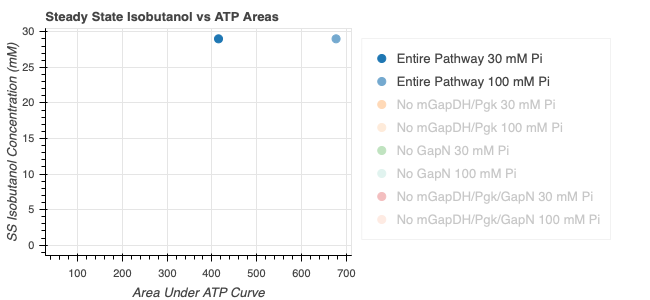 Steady State Isobutanol vs ATP Areas
SS Isobutanol Concentration (mM)
30
25
20
15
10
5
0
100 200 300 400 500 600 700
Area Under ATP Curve
Entire Pathway 30 mM Pi
Entire Pathway 100 mM Pi
No mGapDH/Pgk 30 mM Pi
No mGapDH/Pgk 100 mM Pi
No GapN 30 mM Pi
No GapN 100 mM Pi
No mGapDH/Pgk/GapN 30 mM Pi
No mGapDH/Pgk/GapN 100 mM Pi